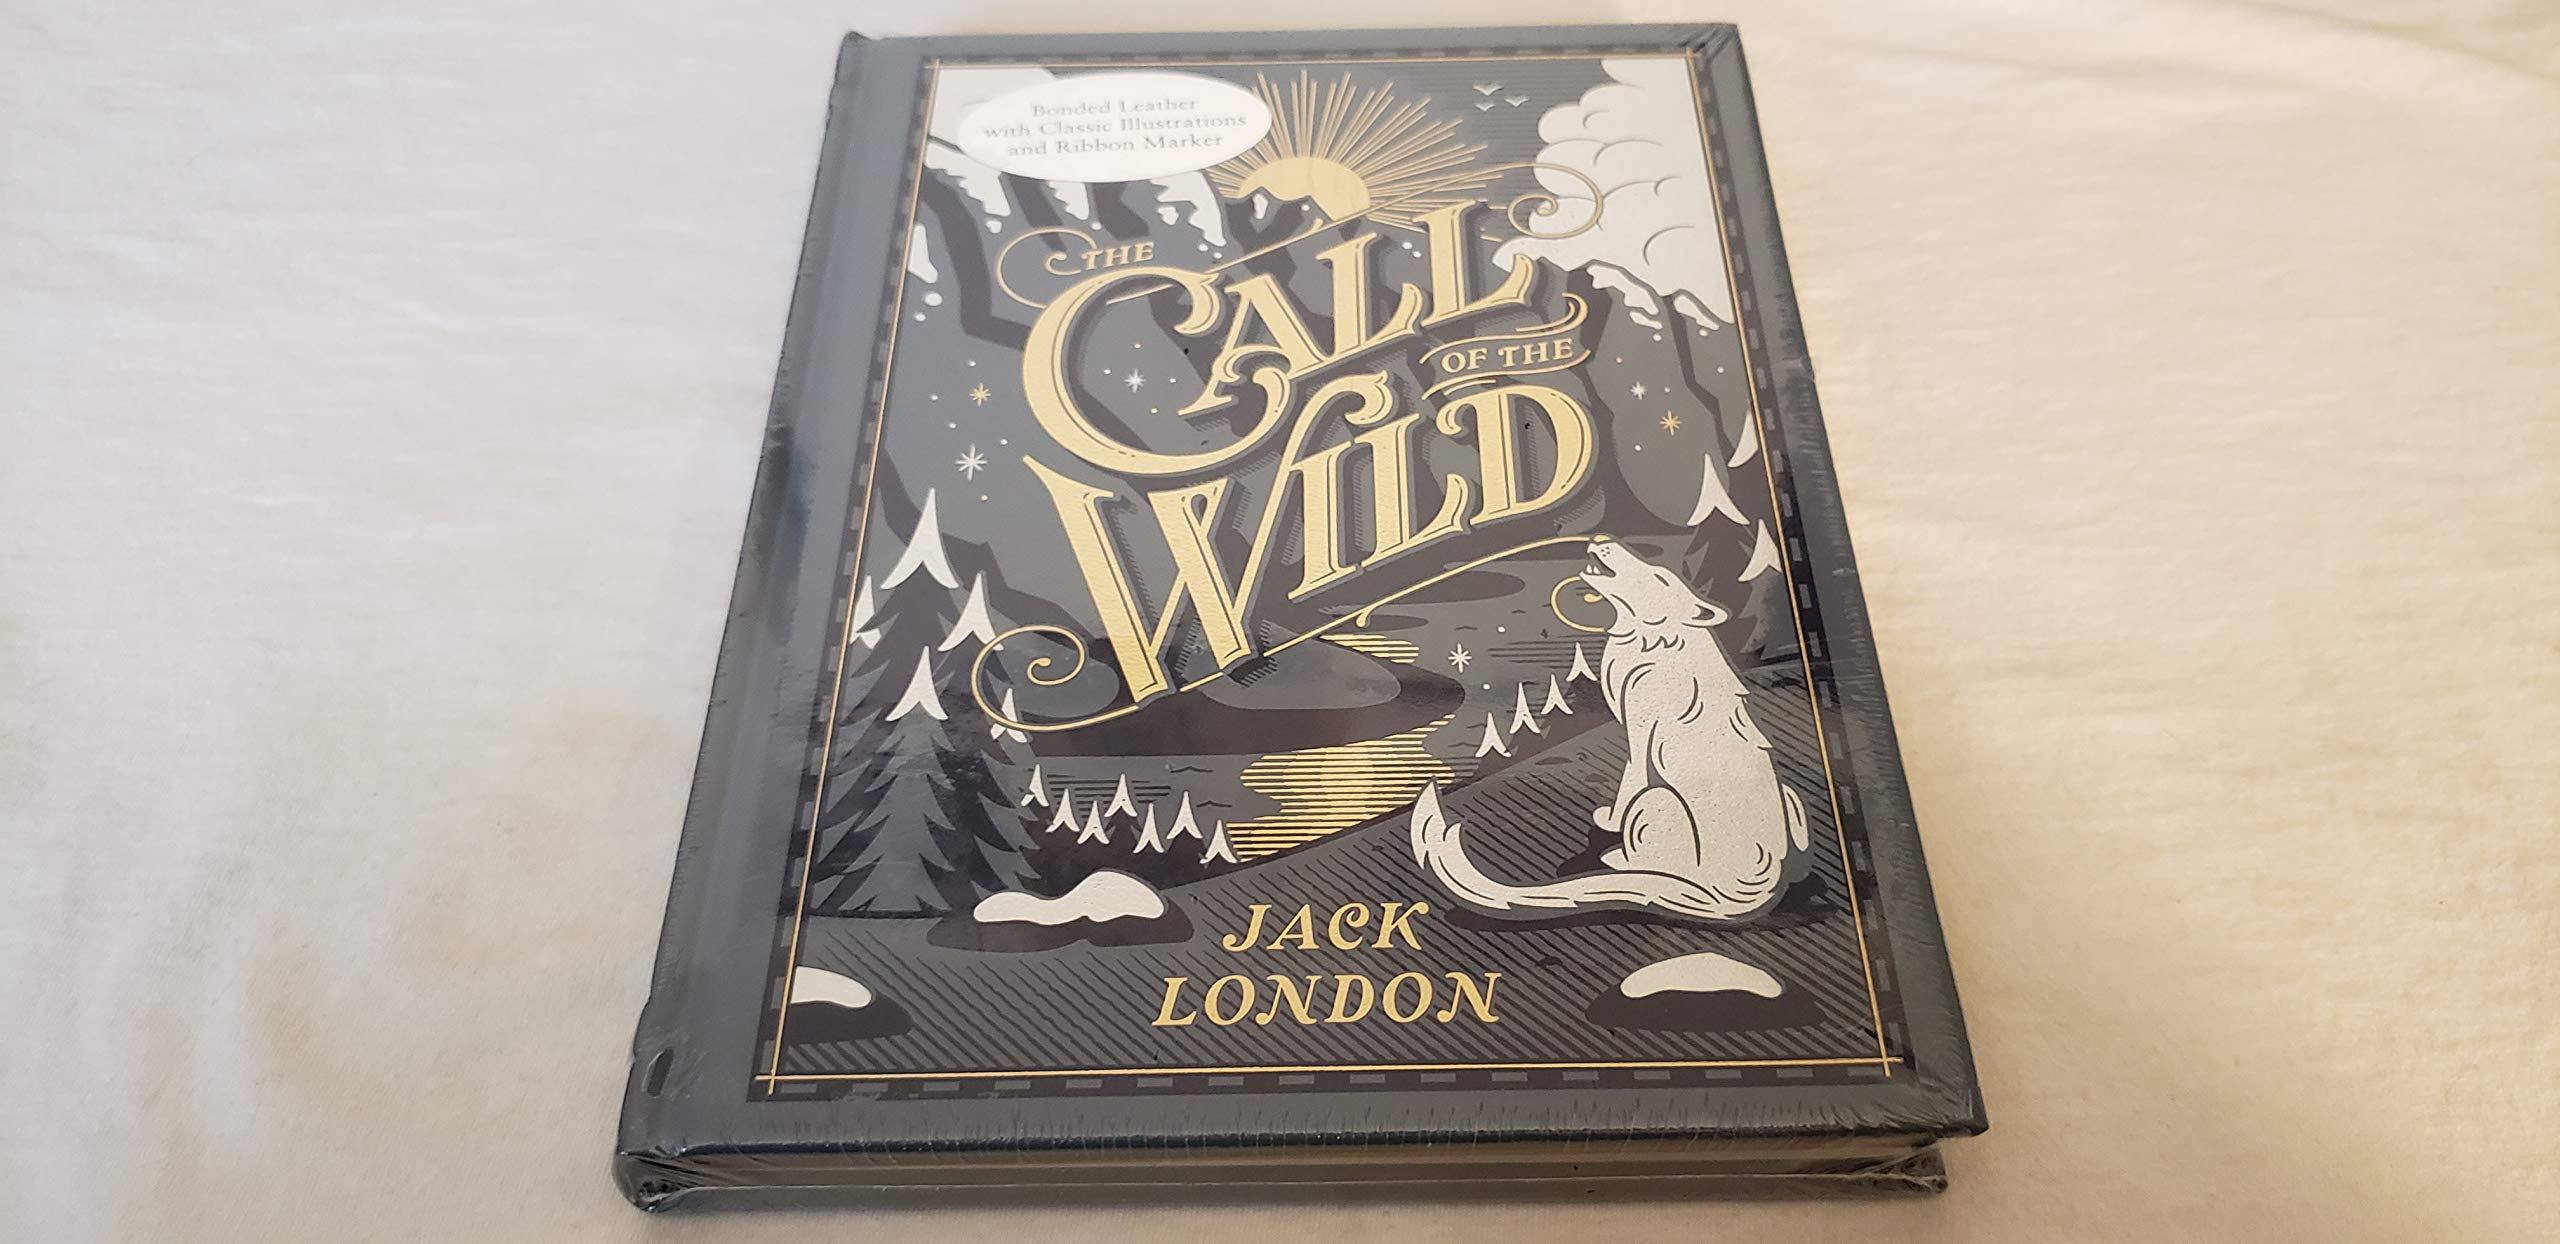 Bonded Leather
with Classic Illustrations
and Ribbon Marker
THE
CALL
OF THE
WILD
JACK
LONDON